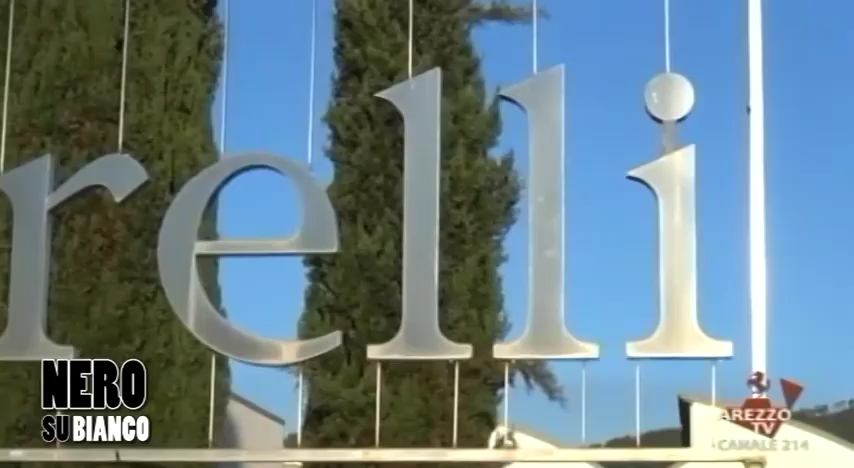 relli
NERO
SU BIANCO
AREZZO
TV
CANALE 214